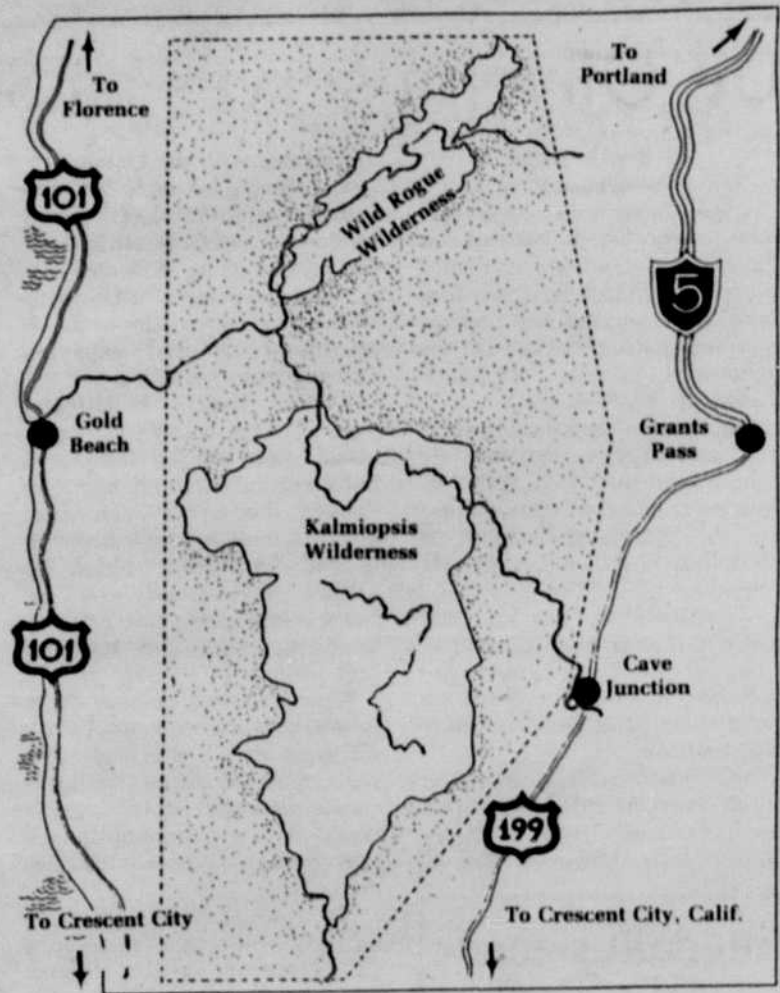 To
Florence
To
Portland
101
Wild Rogue
Wilderness
5
Gold
Beach
Grants
Pass
Kalmiopsis
Wilderness
101
Cave
Junction
199
To Crescent City
To Crescent City, Calif.